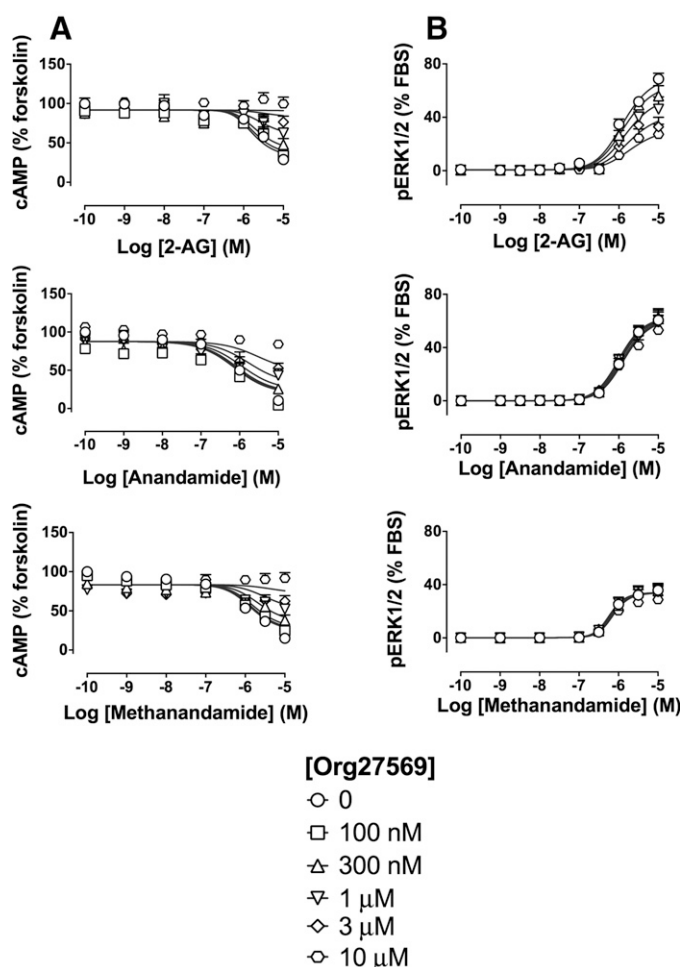 A
B
cAMP (% forskolin)
150
100
50
0
-10 -9 -8 -7 -6 -5
Log [2-AG] (M)
pERK1/2 (% FBS)
80
40
0
-10 -9 -8 -7 -6 -5
Log [2-AG] (M)
cAMP (% forskolin)
150
100
50
0
-10 -9 -8 -7 -6 -5
Log [Anandamide] (M)
pERK1/2 (% FBS)
80
40
0
-10 -9 -8 -7 -6 -5
Log [Anandamide] (M)
cAMP (% forskolin)
150
100
50
0
-10 -9 -8 -7 -6 -5
Log [Methanandamide] (M)
pERK1/2 (% FBS)
80
40
0
-10 -9 -8 -7 -6 -5
Log [Methanandamide] (M)
[Org27569]
0
100 nM
300 nM
1 μM
3 μM
10 μM